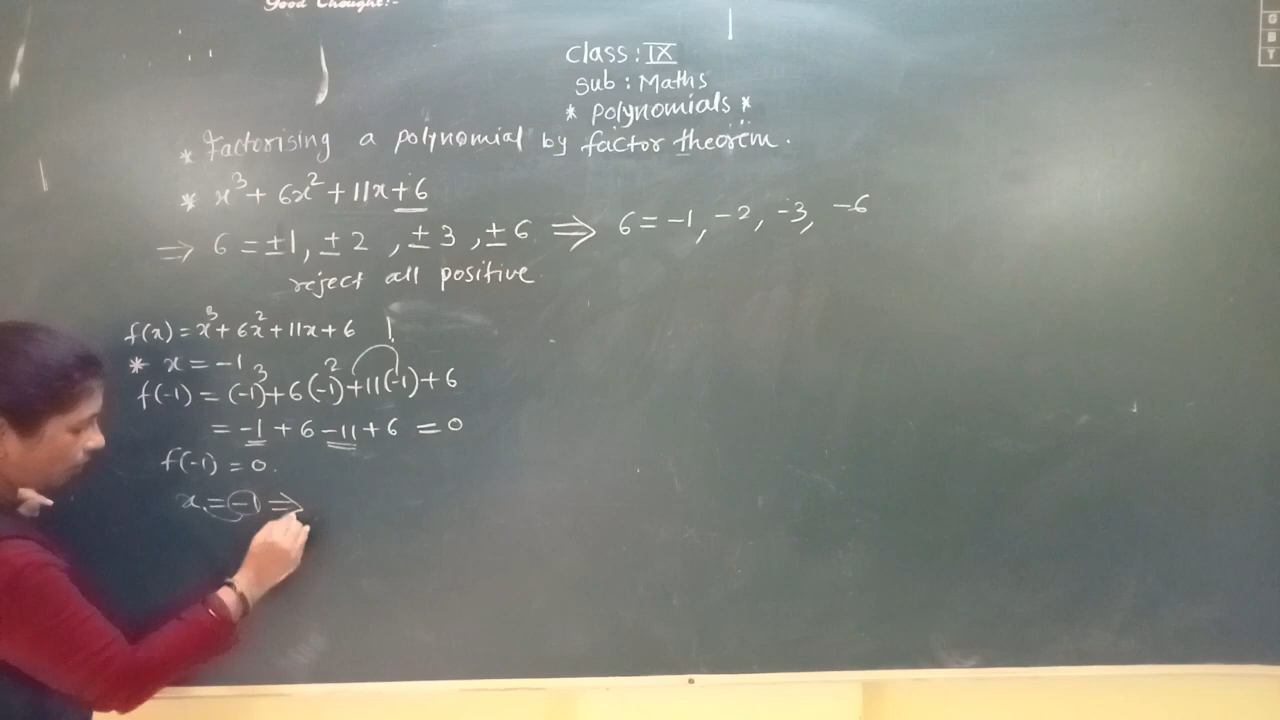 Good Thought:-
G
B
T
Class: IX
Sub: Maths
* Polynomials *
* Factorising a polynomial by factor theorem.
* x³ + 6x² + 11x + 6
⇒ 6 = ±1, ± 2 , ± 3 , ± 6 ⇒ 6 = -1, -2, -3, -6
reject all positive
f(x) = x³ + 6x² + 11x + 6
* x = -1
f(-1) = (-1)³ + 6(-1)² + 11(-1) + 6
= -1 + 6 - 11 + 6 = 0
f(-1) = 0.
x = -1 ⇒